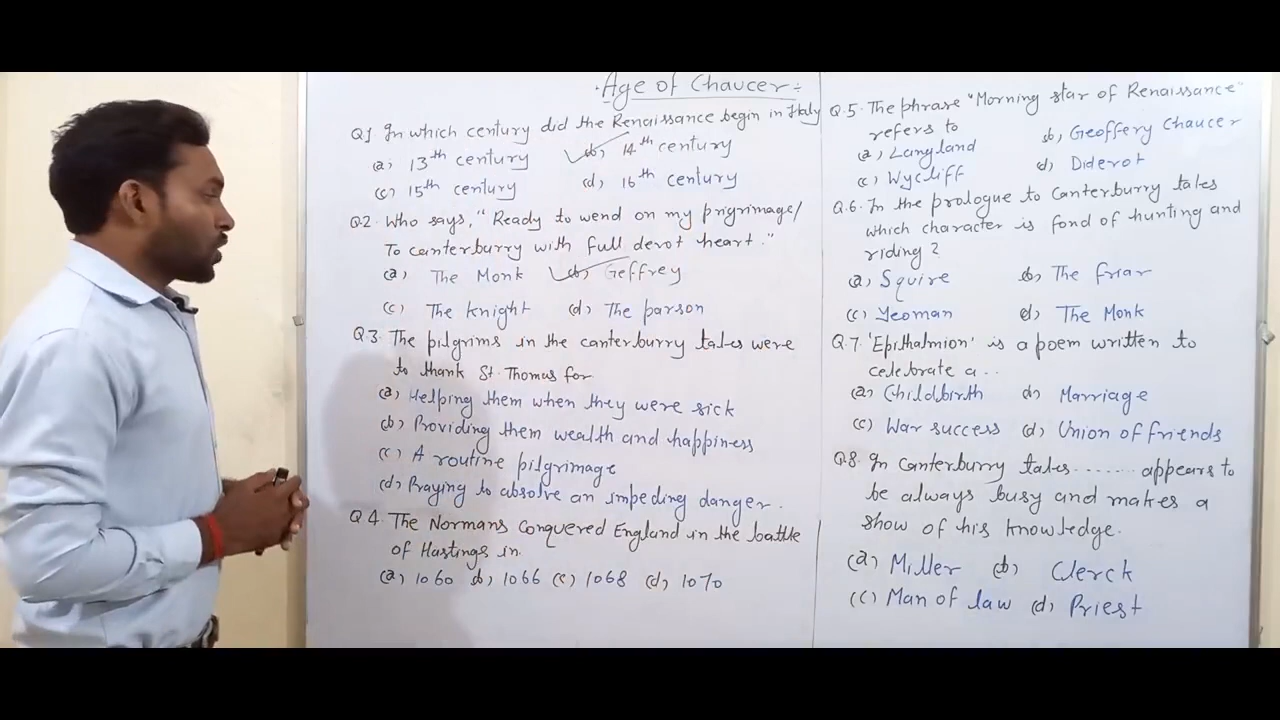 Age of Chaucer :
Q1. In which century did the Renaissance begin in Italy
(a) 13th century (b) 14th century
(c) 15th century (d) 16th century
Q2. Who says, "Ready to wend on my prigrimage/
To canterburry with full devot heart."
(a) The Monk (b) Geffrey
(c) The knight (d) The parson
Q.3. The pilgrims in the canterburry tales were
to thank St. Thomas for
(a) Helping them when they were sick
(b) Providing them wealth and happiness
(c) A routine pilgrimage
(d) Praying to absolve an impeding danger.
Q4. The Normans Conquered England in the battle
of Hastings in.
(a) 1060 (b) 1066 (c) 1068 (d) 1070
Q.5. The phrase "Morning star of Renaissance"
refers to
(a) Langland (b) Geoffery Chaucer
(c) Wycliff (d) Diderot
Q.6. In the prologue to Canterburry tales
which character is fond of hunting and
riding?
(a) Squire (b) The Friar
(c) Yeoman (d) The Monk
Q.7. 'Epithalmion' is a poem written to
celebrate a...
(a) Childbirth (b) Marriage
(c) War success (d) Union of friends
Q8. In Canterburry tales....... appears to
be always busy and makes a
show of his knowledge.
(a) Miller (b) Clerck
(c) Man of law (d) Priest